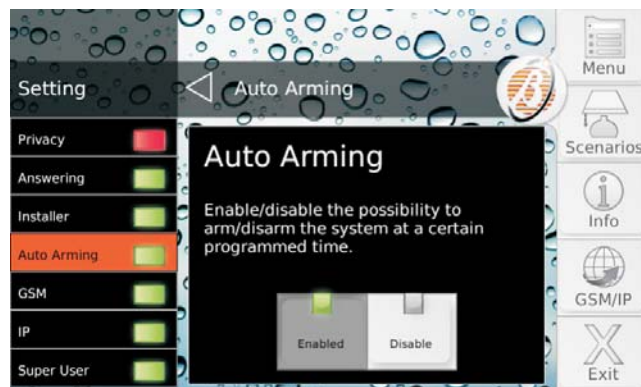 Setting
Auto Arming
Privacy
Answering
Installer
Auto Arming
GSM
IP
Super User
Auto Arming
Enable/disable the possibility to
arm/disarm the system at a certain
programmed time.
Enabled
Disable
Menu
Scenarios
Info
GSM/IP
Exit